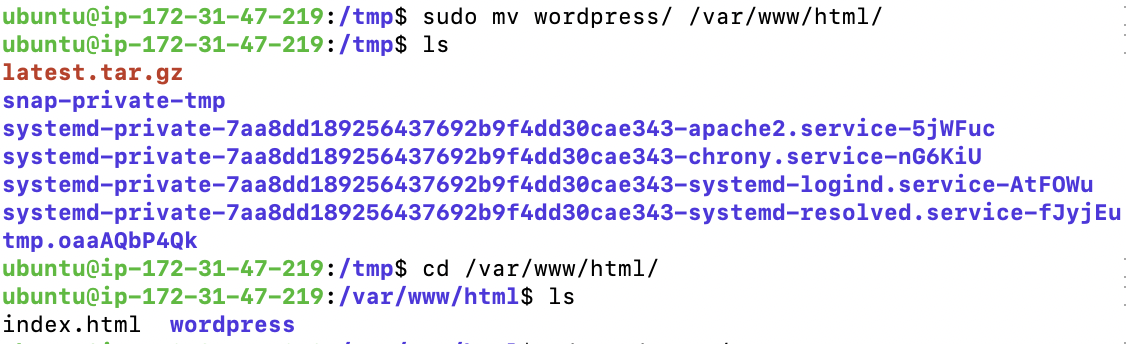 ubuntu@ip-172-31-47-219:/tmp$ sudo mv wordpress/ /var/www/html/
ubuntu@ip-172-31-47-219:/tmp$ ls
latest.tar.gz
snap-private-tmp
systemd-private-7aa8dd189256437692b9f4dd30cae343-apache2.service-5jWFuc
systemd-private-7aa8dd189256437692b9f4dd30cae343-chrony.service-nG6KiU
systemd-private-7aa8dd189256437692b9f4dd30cae343-systemd-logind.service-AtFOWu
systemd-private-7aa8dd189256437692b9f4dd30cae343-systemd-resolved.service-fJyjEu
tmp.oaaAQbP4Qk
ubuntu@ip-172-31-47-219:/tmp$ cd /var/www/html/
ubuntu@ip-172-31-47-219:/var/www/html$ ls
index.html  wordpress